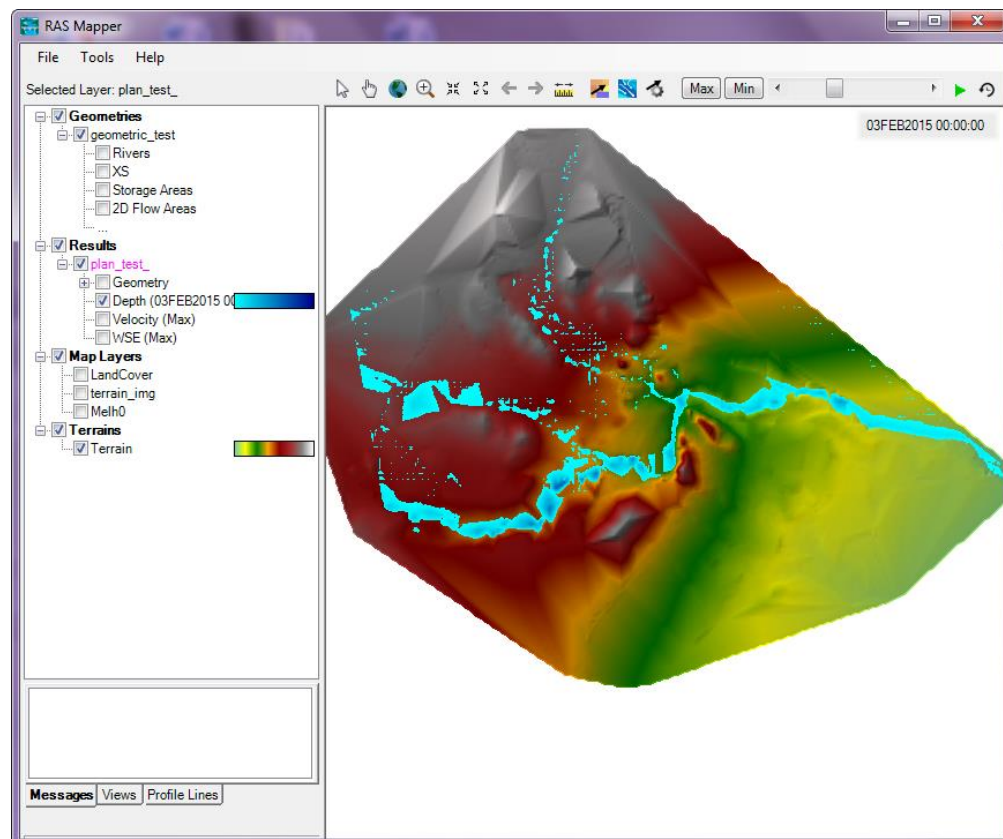 RAS Mapper
File Tools Help
Selected Layer: plan_test_
Max Min
03FEB2015 00:00:00
Geometries
geometric_test
Rivers
XS
Storage Areas
2D Flow Areas
...
Results
plan_test_
Geometry
Depth (03FEB2015 00
Velocity (Max)
WSE (Max)
Map Layers
LandCover
terrain_img
Melh0
Terrains
Terrain
Messages Views Profile Lines